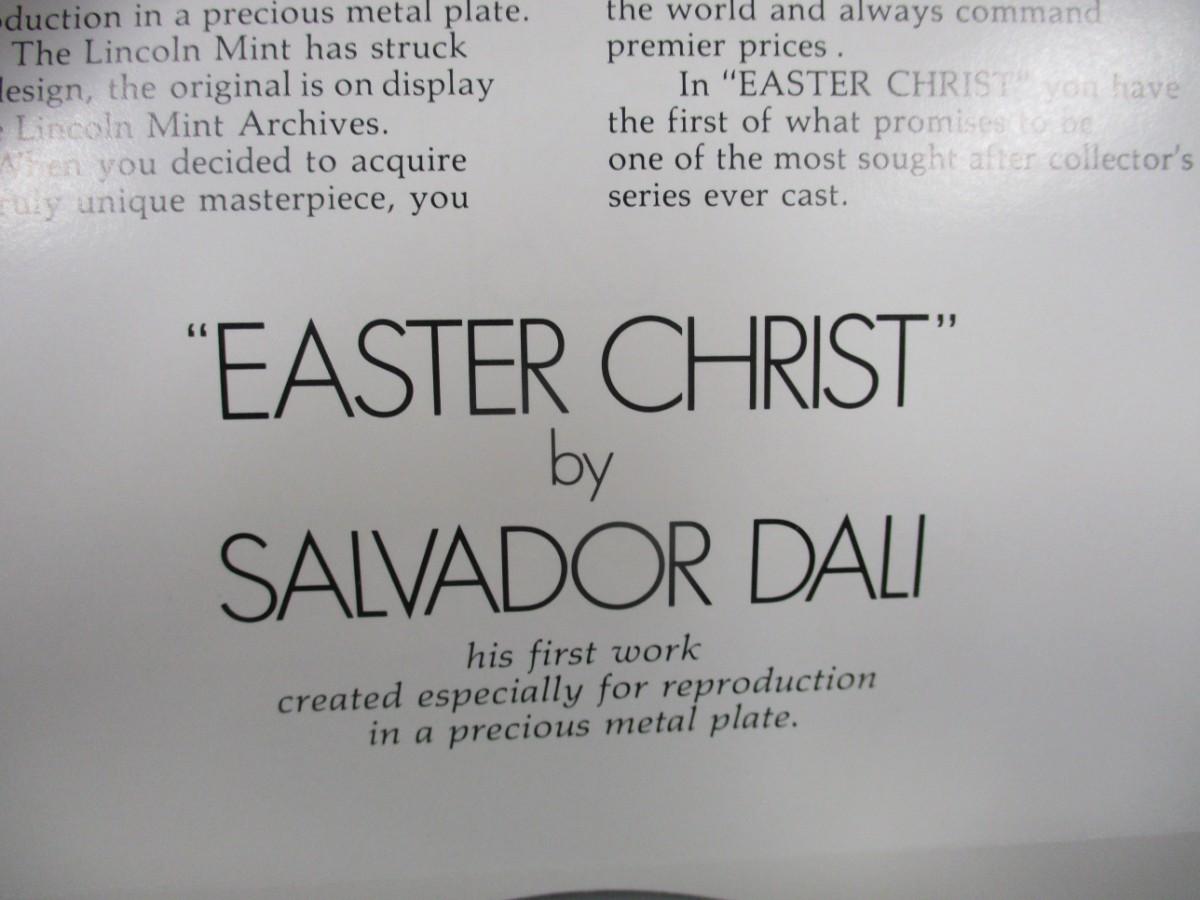 duction in a precious metal plate.
The Lincoln Mint has struck
design, the original is on display
Lincoln Mint Archives.
When you decided to acquire
truly unique masterpiece, you
the world and always command
premier prices .
In "EASTER CHRIST" you have
the first of what promises to be
one of the most sought after collector's
series ever cast.
"EASTER CHRIST"
by
SALVADOR DALI
his first work
created especially for reproduction
in a precious metal plate.